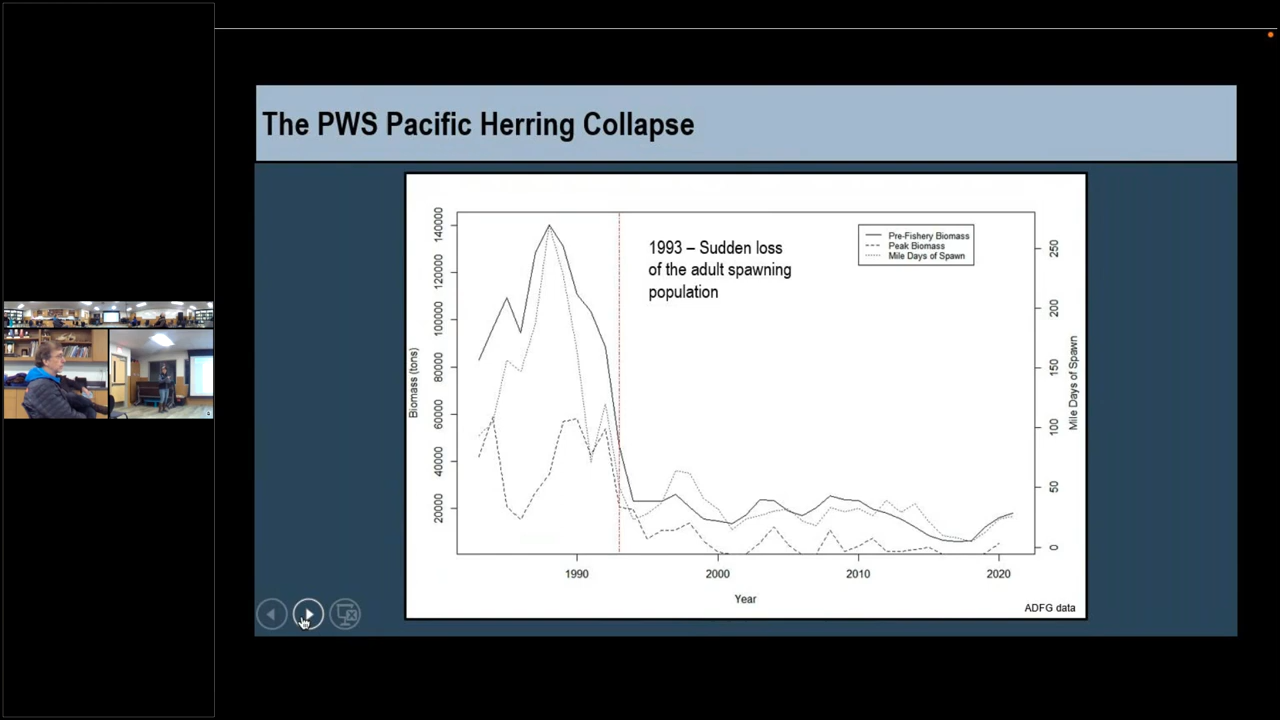 The PWS Pacific Herring Collapse
1993 – Sudden loss
of the adult spawning
population
Pre-Fishery Biomass
Peak Biomass
Mile Days of Spawn
Biomass (tons)
140000
120000
100000
80000
60000
40000
20000
250
200
150
100
50
0
Mile Days of Spawn
1990
2000
2010
2020
Year
ADFG data